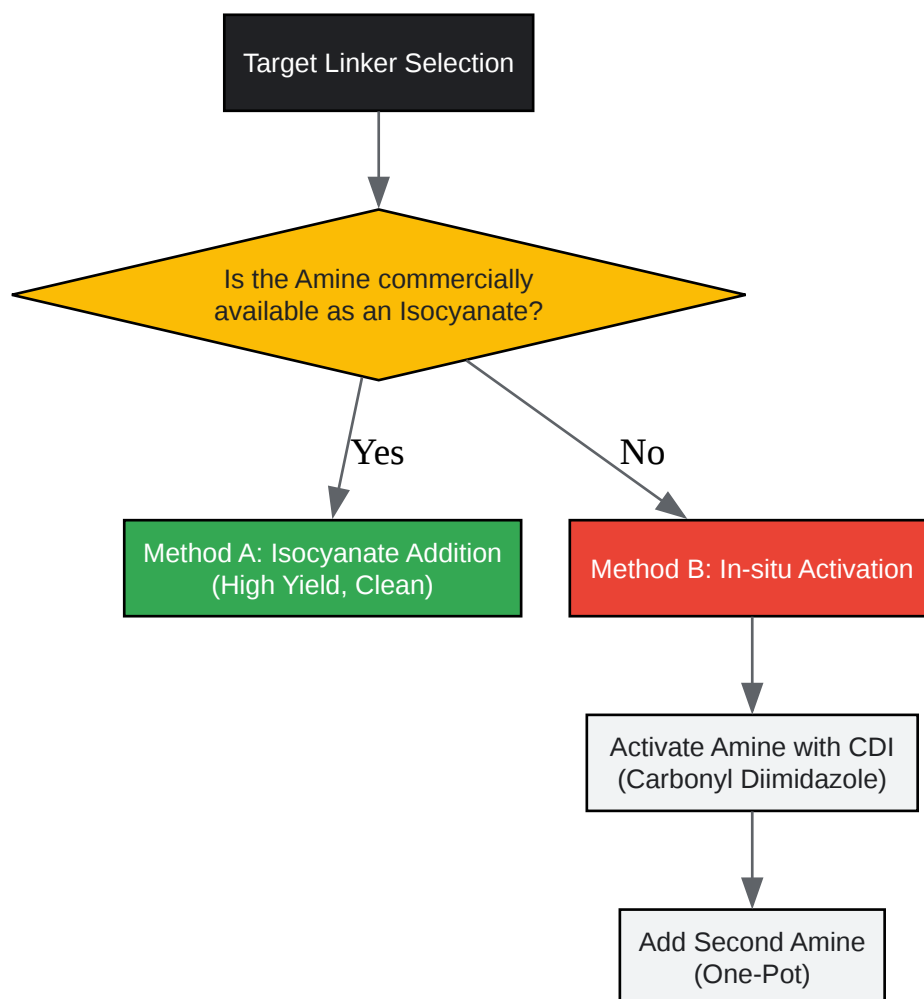 Target Linker Selection
Is the Amine commercially
available as an Isocyanate?
Yes
No
Method A: Isocyanate Addition
(High Yield, Clean)
Method B: In-situ Activation
Activate Amine with CDI
(Carbonyl Diimidazole)
Add Second Amine
(One-Pot)